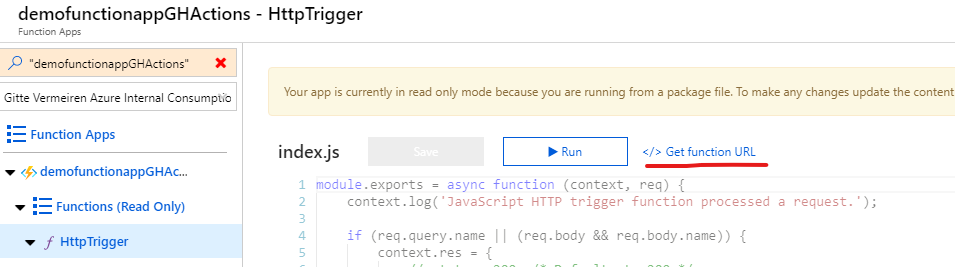 demofunctionappGHActions - HttpTrigger
Function Apps
"demofunctionappGHActions"
Gitte Vermeiren Azure Internal Consumptio
Function Apps
demofunctionappGHAc...
Functions (Read Only)
f HttpTrigger
Your app is currently in read only mode because you are running from a package file. To make any changes update the content
index.js
Save
Run
</> Get function URL
1 module.exports = async function (context, req) {
2 context.log('JavaScript HTTP trigger function processed a request.');
3
4 if (req.query.name || (req.body && req.body.name)) {
5 context.res = {